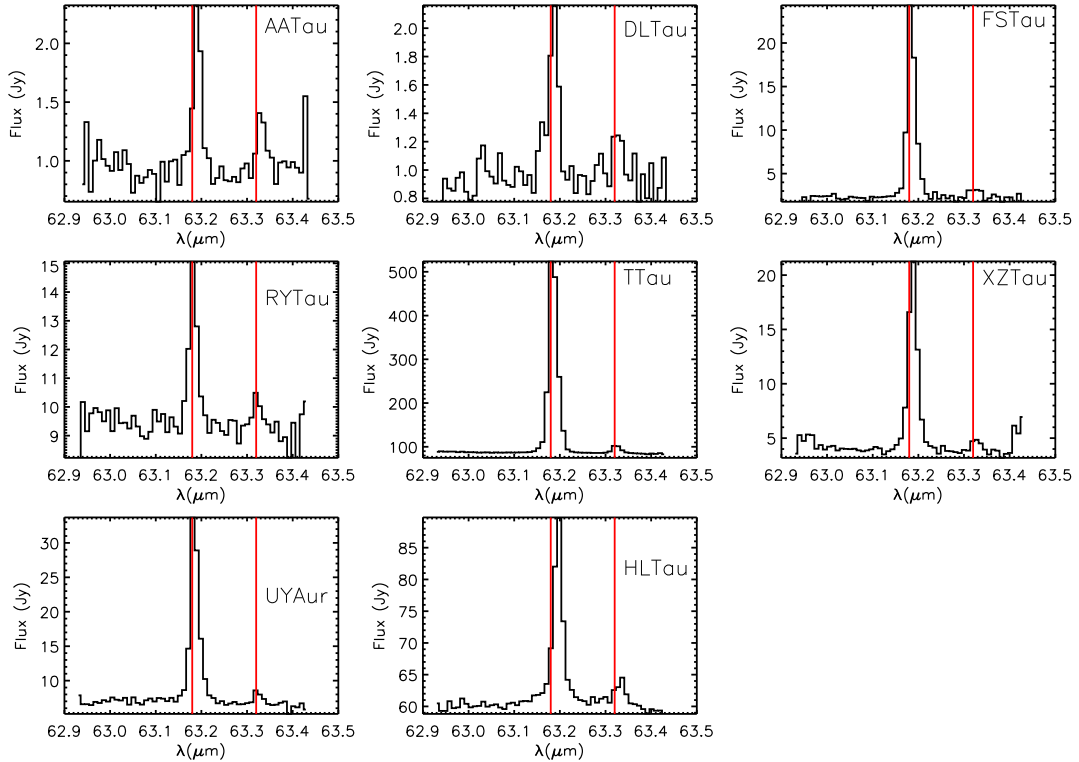 AATau
Flux (Jy)
2.0
1.5
1.0
62.9 63.0 63.1 63.2 63.3 63.4 63.5
λ(μm)
DLTau
Flux (Jy)
2.0
1.8
1.6
1.4
1.2
1.0
0.8
62.9 63.0 63.1 63.2 63.3 63.4 63.5
λ(μm)
FSTau
Flux (Jy)
20
15
10
5
62.9 63.0 63.1 63.2 63.3 63.4 63.5
λ(μm)
RYTau
Flux (Jy)
15
14
13
12
11
10
9
62.9 63.0 63.1 63.2 63.3 63.4 63.5
λ(μm)
TTau
Flux (Jy)
500
400
300
200
100
62.9 63.0 63.1 63.2 63.3 63.4 63.5
λ(μm)
XZTau
Flux (Jy)
20
15
10
5
62.9 63.0 63.1 63.2 63.3 63.4 63.5
λ(μm)
UYAur
Flux (Jy)
30
25
20
15
10
62.9 63.0 63.1 63.2 63.3 63.4 63.5
λ(μm)
HLTau
Flux (Jy)
85
80
75
70
65
60
62.9 63.0 63.1 63.2 63.3 63.4 63.5
λ(μm)